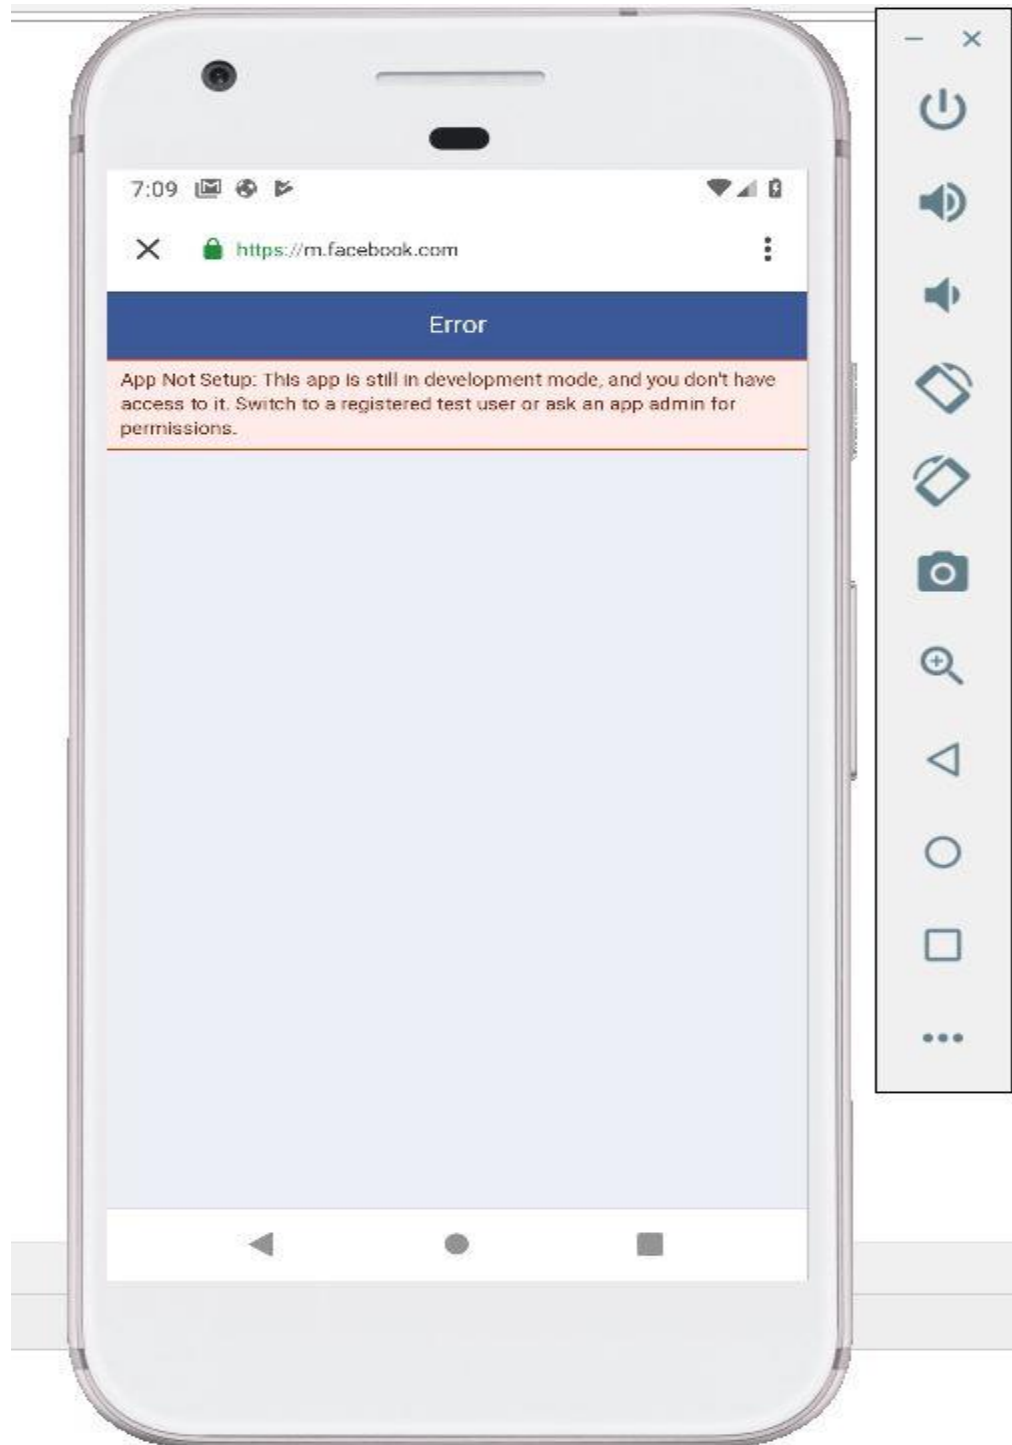 7:09
https://m.facebook.com
Error
App Not Setup: This app is still in development mode, and you don't have
access to it. Switch to a registered test user or ask an app admin for
permissions.